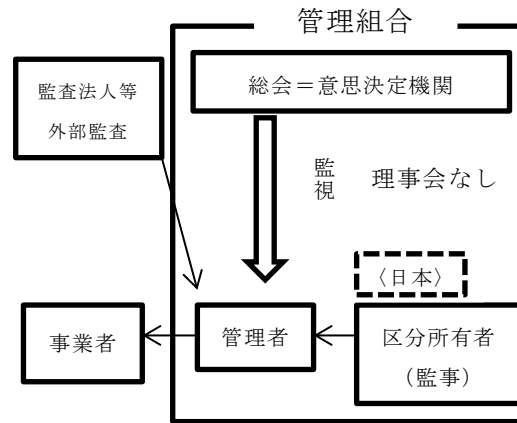 管理組合
総会＝意思決定機関
監査法人等
外部監査
監視
理事会なし
〈日本〉
事業者
管理者
区分所有者
（監事）